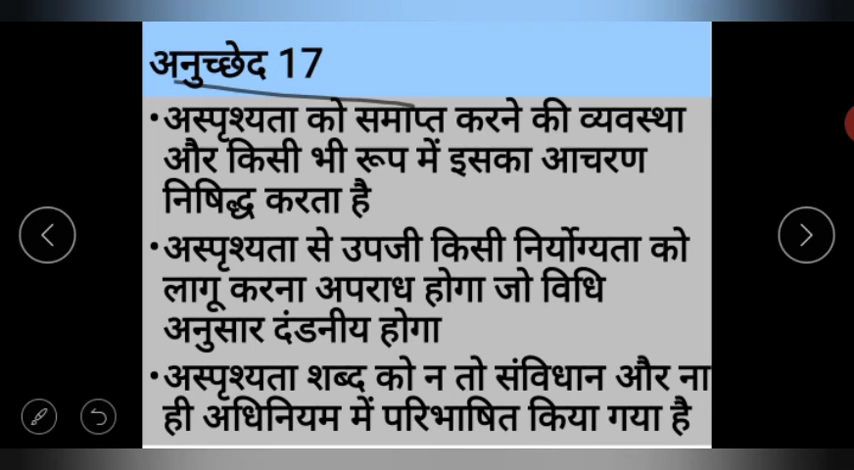 अनुच्छेद 17
•अस्पृश्यता को समाप्त करने की व्यवस्था
और किसी भी रूप में इसका आचरण
निषिद्ध करता है
•अस्पृश्यता से उपजी किसी निर्योग्यता को
लागू करना अपराध होगा जो विधि
अनुसार दंडनीय होगा
•अस्पृश्यता शब्द को न तो संविधान और ना
ही अधिनियम में परिभाषित किया गया है